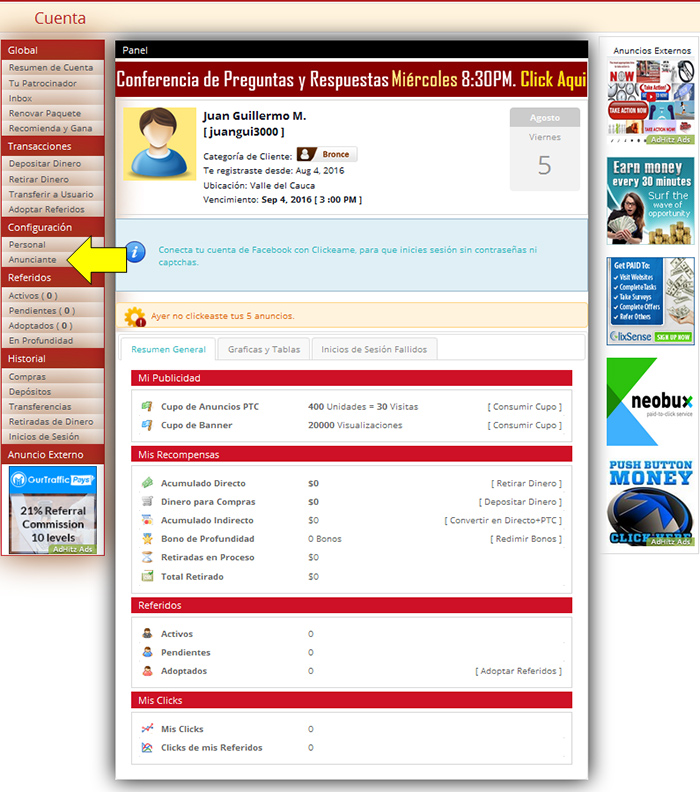 Cuenta
Global
Resumen de Cuenta
Tu Patrocinador
Inbox
Renovar Paquete
Recomienda y Gana
Transacciones
Depositar Dinero
Retirar Dinero
Transferir a Usuario
Adoptar Referidos
Configuración
Personal
Anunciante
Referidos
Activos ( 0 )
Pendientes ( 0 )
Adoptados ( 0 )
En Profundidad
Historial
Compras
Depósitos
Transferencias
Retiradas de Dinero
Inicios de Sesión
Anuncio Externo
OurTraffic Pays
21% Referral
Commission
10 levels
AdHitz Ads
Panel
Conferencia de Preguntas y Respuestas Miércoles 8:30PM. Click Aqui
Juan Guillermo M.
[ juangui3000 ]
Categoría de Cliente: Bronce
Te registraste desde: Aug 4, 2016
Ubicación: Valle del Cauca
Vencimiento: Sep 4, 2016 [ 3 :00 PM ]
Agosto
Viernes
5
Conecta tu cuenta de Facebook con Clickeame, para que inicies sesión sin contraseñas ni
captchas.
Ayer no clickeaste tus 5 anuncios.
Resumen General Graficas y Tablas Inicios de Sesión Fallidos
Mi Publicidad
Cupo de Anuncios PTC 400 Unidades = 30 Visitas [ Consumir Cupo ]
Cupo de Banner 20000 Visualizaciones [ Consumir Cupo ]
Mis Recompensas
Acumulado Directo $0 [ Retirar Dinero ]
Dinero para Compras $0 [ Depositar Dinero ]
Acumulado Indirecto $0 [ Convertir en Directo+PTC ]
Bono de Profundidad 0 Bonos [ Redimir Bonos ]
Retiradas en Proceso $0
Total Retirado $0
Referidos
Activos 0
Pendientes 0
Adoptados 0 [ Adoptar Referidos ]
Mis Clicks
Mis Clicks 0
Clicks de mis Referidos 0
Anuncios Externos
NOW
Take Action!
TAKE ACTION NOW
TAKE ACTION NOW
AdHitz Ads
Earn money
every 30 minutes
Surf the
wave of
opportunity
Get PAID To:
Visit Websites
Complete Tasks
Take Surveys
Complete Offers
Refer Others
ClixSense SIGN UP NOW
neobux
paid-to-click service
PUSH BUTTON
MONEY
CLICK HERE
AdHitz Ads